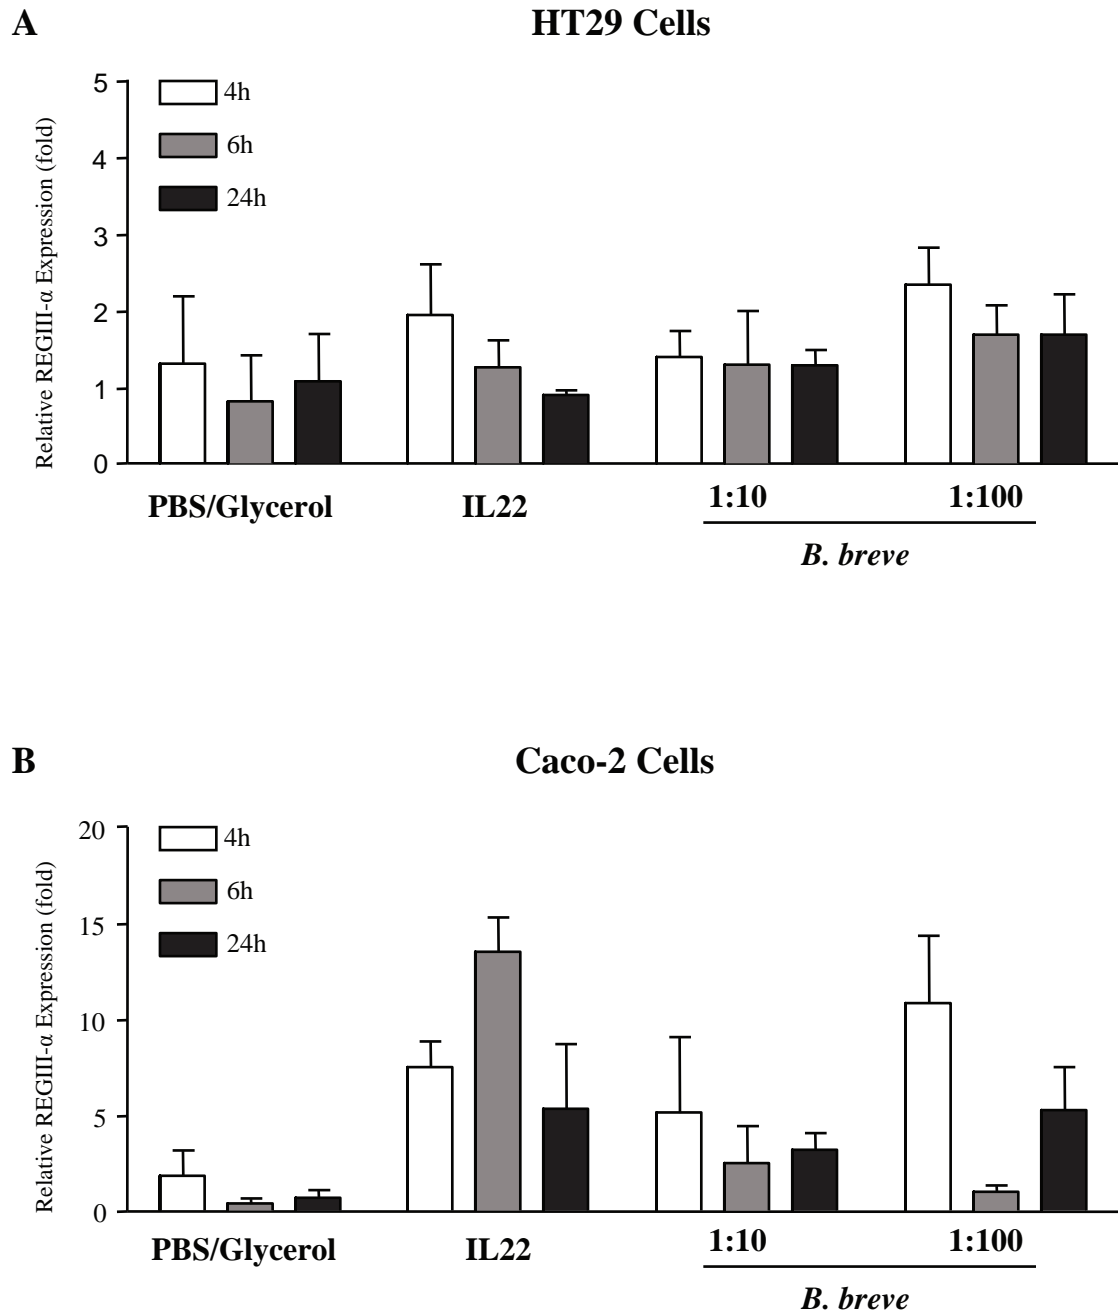 A
HT29 Cells
Relative REGIII-α Expression (fold)
5
4
3
2
1
0
4h
6h
24h
PBS/Glycerol
IL22
1:10
1:100
B. breve
B
Caco-2 Cells
Relative REGIII-α Expression (fold)
20
15
10
5
0
4h
6h
24h
PBS/Glycerol
IL22
1:10
1:100
B. breve